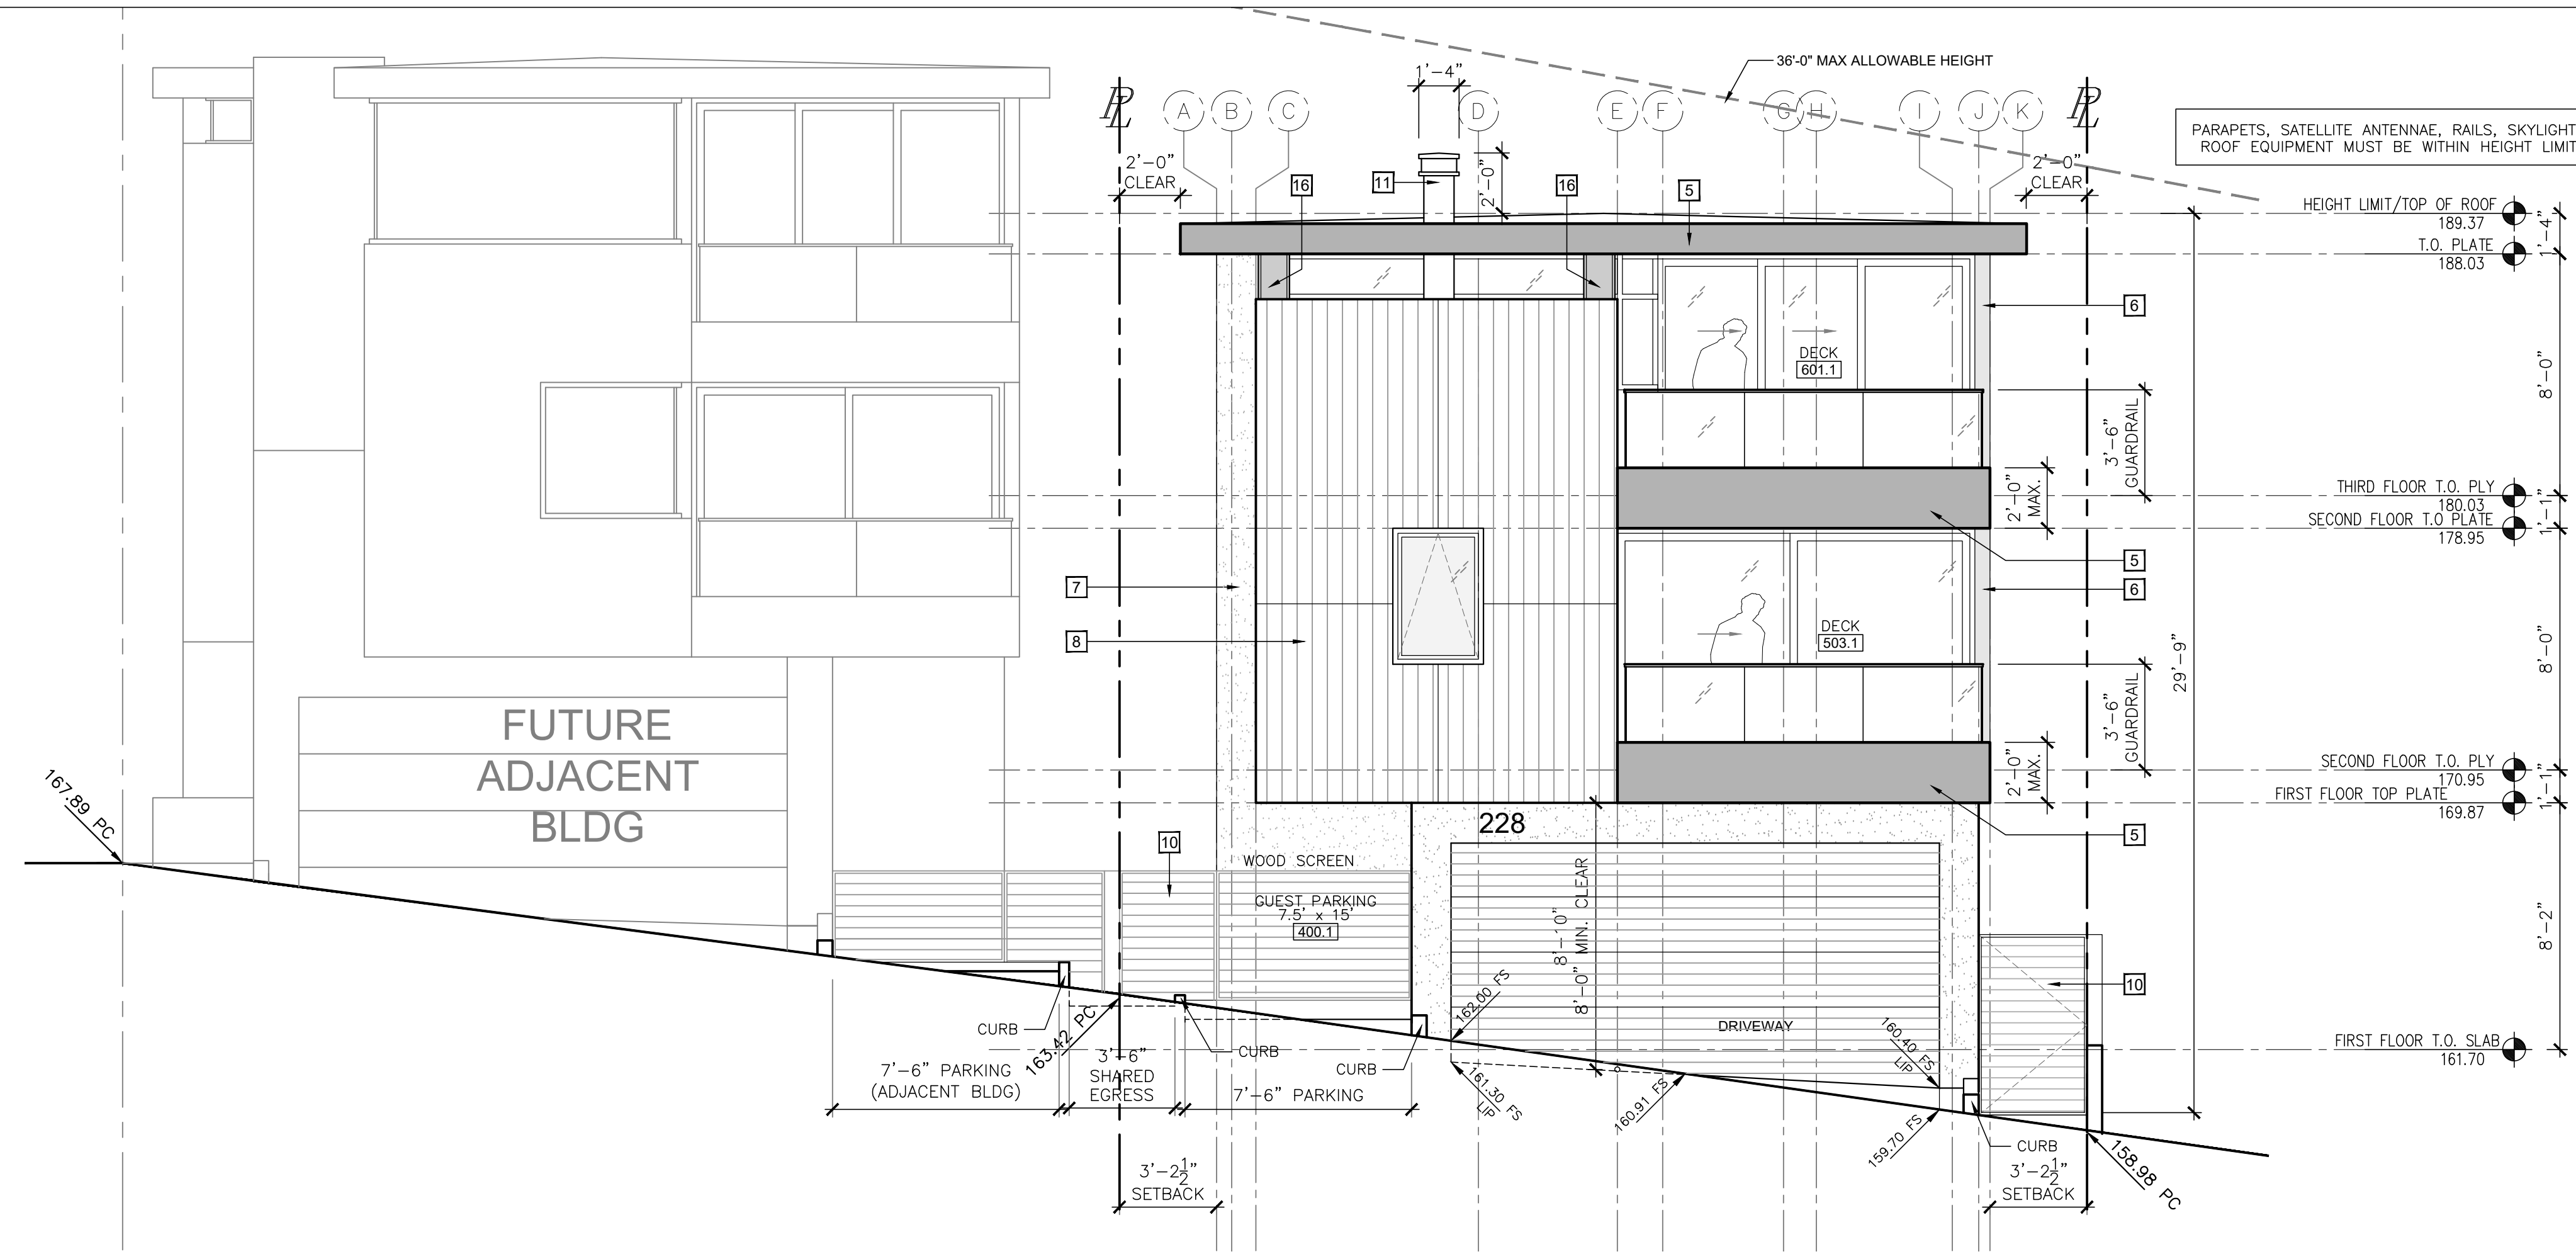 36'-0" MAX ALLOWABLE HEIGHT
1'-4"
PL
A
B
C
D
E
F
G
H
I
J
K
PL
PARAPETS, SATELLITE ANTENNAE, RAILS, SKYLIGHT
ROOF EQUIPMENT MUST BE WITHIN HEIGHT LIMIT
2'-0"
CLEAR
2'-0"
CLEAR
16
11
2'-0"
16
5
HEIGHT LIMIT/TOP OF ROOF
189.37
1'-4"
T.O. PLATE
188.03
6
DECK
601.1
8'-0"
3'-6"
GUARDRAIL
2'-0"
MAX.
THIRD FLOOR T.O. PLY
180.03
1'-1"
SECOND FLOOR T.O PLATE
178.95
5
7
6
8
DECK
503.1
29'-9"
8'-0"
3'-6"
GUARDRAIL
FUTURE
ADJACENT
BLDG
2'-0"
MAX.
SECOND FLOOR T.O. PLY
170.95
1'-1"
FIRST FLOOR TOP PLATE
169.87
167.89 PC
228
5
10
WOOD SCREEN
GUEST PARKING
7.5' x 15'
400.1
8'-10"
8'-0" MIN. CLEAR
8'-2"
10
162.00 FS
DRIVEWAY
CURB
163.42 PC
CURB
CURB
160.40 FS
LIP
FIRST FLOOR T.O. SLAB
161.70
7'-6" PARKING
(ADJACENT BLDG)
3'-6"
SHARED
EGRESS
7'-6" PARKING
161.30 FS
LIP
160.91 FS
159.70 FS
CURB
158.98 PC
3'-2 1/2"
SETBACK
3'-2 1/2"
SETBACK